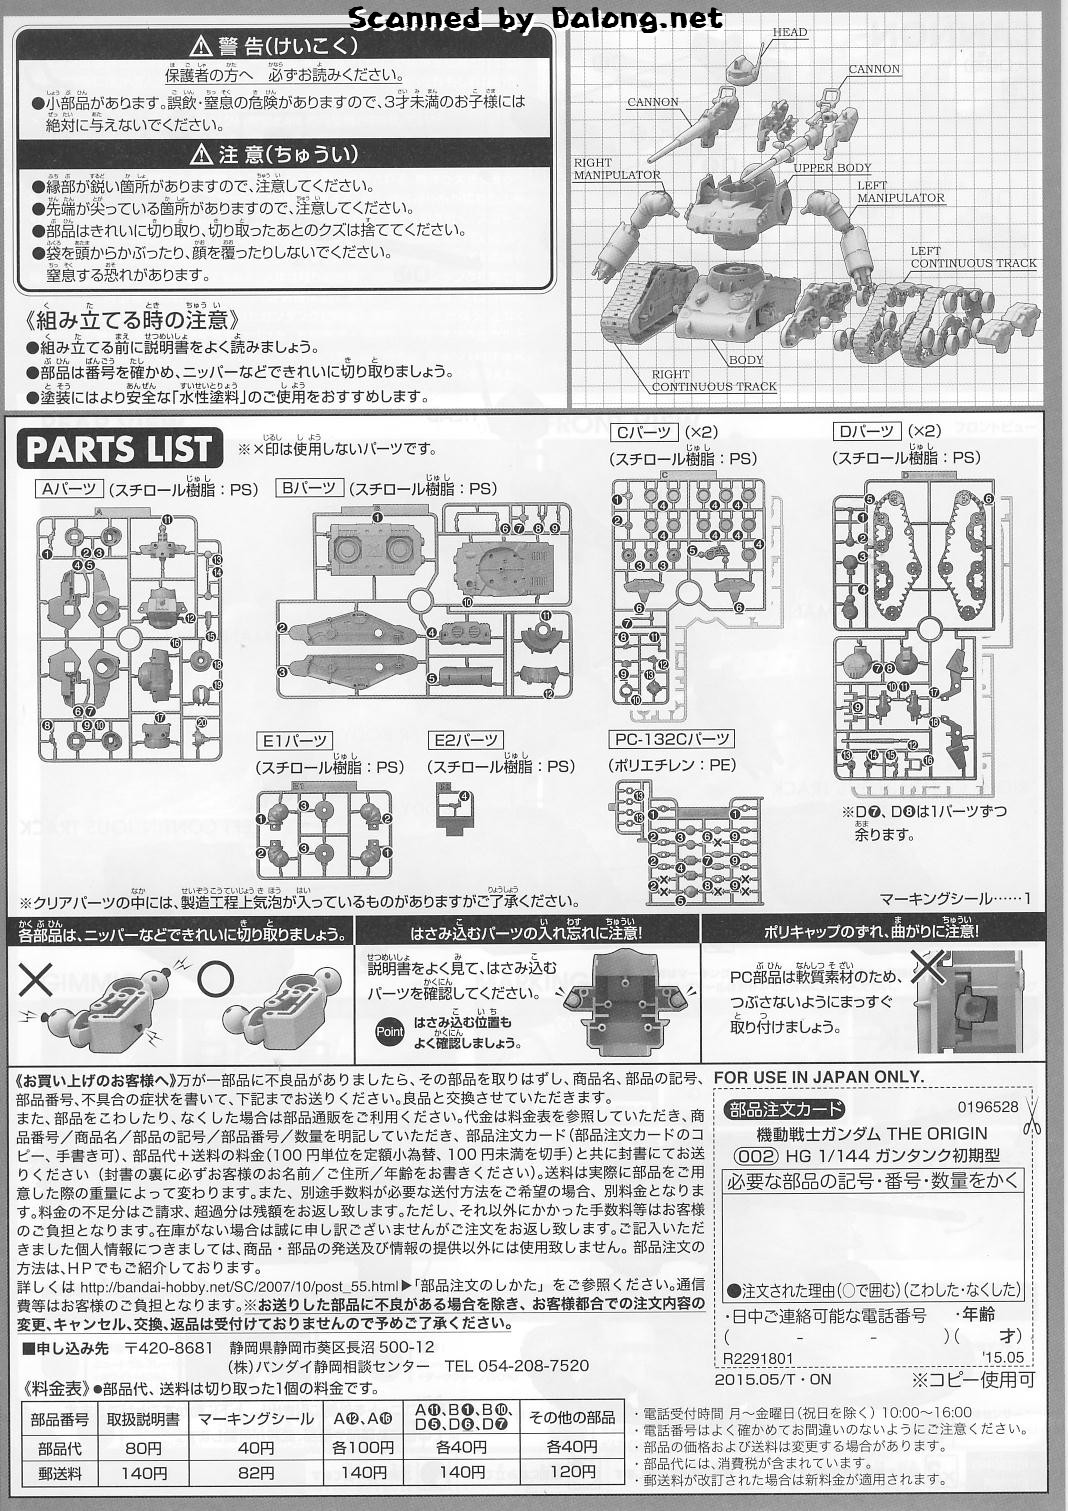 Scanned by Dalong.net
警告(けいこく)
保護者の方へ 必ずお読みください。
●小部品があります。誤飲・窒息の危険がありますので、3才未満のお子様には
絶対に与えないでください。
注意(ちゅうい)
●縁部が鋭い箇所がありますので、注意してください。
●先端が尖っている箇所がありますので、注意してください。
●部品はきれいに切り取り、切り取ったあとのクズは捨ててください。
●袋を頭からかぶったり、顔を覆ったりしないでください。
窒息する恐れがあります。
《組み立てる時の注意》
●組み立てる前に説明書をよく読みましょう。
●部品は番号を確かめ、ニッパーなどできれいに切り取りましょう。
●塗装にはより安全な「水性塗料」のご使用をおすすめします。
HEAD
CANNON
CANNON
RIGHT
MANIPULATOR
UPPER BODY
LEFT
MANIPULATOR
LEFT
CONTINUOUS TRACK
BODY
RIGHT
CONTINUOUS TRACK
PARTS LIST
※×印は使用しないパーツです。
Aパーツ (スチロール樹脂:PS)
Bパーツ (スチロール樹脂:PS)
Cパーツ (×2)
(スチロール樹脂:PS)
Dパーツ (×2)
(スチロール樹脂:PS)
E1パーツ
(スチロール樹脂:PS)
E2パーツ
(スチロール樹脂:PS)
PC-132Cパーツ
(ポリエチレン:PE)
※D❼、D❽は1パーツずつ
余ります。
※クリアパーツの中には、製造工程上気泡が入っているものがありますがご了承ください。
マーキングシール……1
各部品は、ニッパーなどできれいに切り取りましょう。
はさみ込むパーツの入れ忘れに注意!
説明書をよく見て、はさみ込む
パーツを確認してください。
Point
はさみ込む位置も
よく確認しましょう。
ポリキャップのずれ、曲がりに注意!
PC部品は軟質素材のため、
つぶさないようにまっすぐ
取り付けましょう。
《お買い上げのお客様へ》万が一部品に不良品がありましたら、その部品を取りはずし、商品名、部品の記号、
部品番号、不具合の症状を書いて、下記までお送りください。良品と交換させていただきます。
また、部品をこわしたり、なくした場合は部品通販をご利用ください。代金は料金表を参照していただき、商
品番号／商品名／部品の記号／部品番号／数量を明記していただき、部品注文カード(部品注文カードのコ
ピー、手書き可)、部品代＋送料の料金(100円単位を定額小為替、100円未満を切手)と共に封書にてお送
りください(封書の裏に必ずお客様のお名前／ご住所／年齢をお書きください)。送料は実際に部品をご用
意した際の重量によって変わります。また、別途手数料が必要な送付方法をご希望の場合、別料金となりま
す。料金の不足分はご請求、超過分は残額をお返し致します。ただし、それ以外にかかった手数料等はお客様
のご負担となります。在庫がない場合は誠に申し訳ございませんがご注文をお返し致します。ご記入いただ
きました個人情報につきましては、商品・部品の発送及び情報の提供以外には使用致しません。部品注文の
方法は、HPでもご紹介しております。
詳しくは http://bandai-hobby.net/SC/2007/10/post_55.html▶「部品注文のしかた」をご参照ください。通信
費等はお客様のご負担となります。※お送りした部品に不良がある場合を除き、お客様都合での注文内容の
変更、キャンセル、交換、返品は受付けておりませんので予めご了承ください。
■申し込み先 〒420-8681 静岡県静岡市葵区長沼500-12
(株)バンダイ静岡相談センター TEL 054-208-7520
《料金表》●部品代、送料は切り取った1個の料金です。
部品番号 取扱説明書 マーキングシール A⓬、A⓰ A⓫、B❶、B❿、D❺、D❻、D❼ その他の部品
部品代 80円 40円 各100円 各40円 各40円
郵送料 140円 82円 140円 140円 120円
FOR USE IN JAPAN ONLY.
部品注文カード 0196528
機動戦士ガンダム THE ORIGIN
002 HG 1/144 ガンタンク初期型
必要な部品の記号・番号・数量をかく
●注文された理由(○で囲む)(こわした・なくした)
・日中ご連絡可能な電話番号 ・年齢
( - - )( 才)
R2291801 '15.05
2015.05/T・ON ※コピー使用可
・電話受付時間 月～金曜日(祝日を除く) 10:00～16:00
・電話番号はよく確かめてお間違いのないようにご注意ください。
・部品の価格および送料は変更する場合があります。
・部品代には、消費税が含まれています。
・郵送料が改訂された場合は新料金が適用されます。